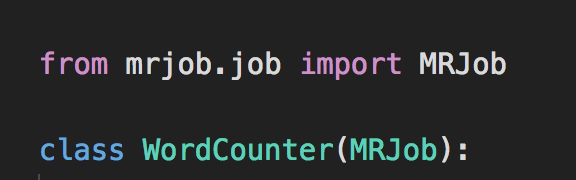 from mrjob.job import MRJob
class WordCounter(MRJob):